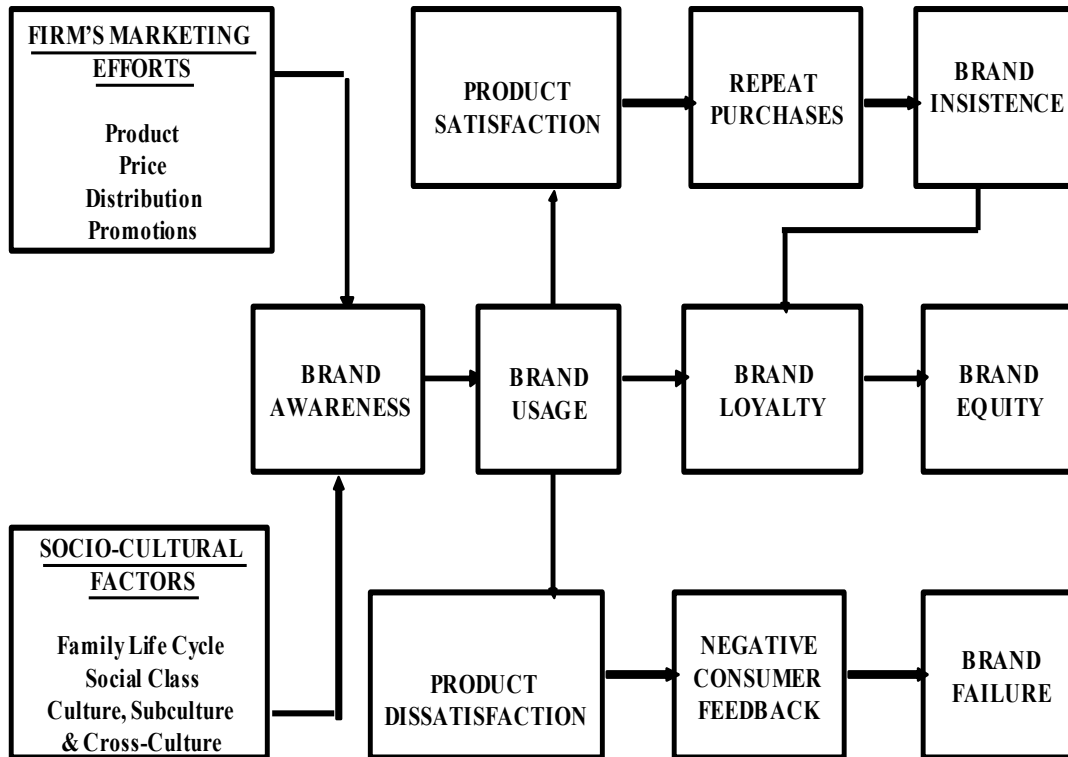 FIRM'S MARKETING
EFFORTS
Product
Price
Distribution
Promotions
PRODUCT
SATISFACTION
REPEAT
PURCHASES
BRAND
INSISTENCE
BRAND
AWARENESS
BRAND
USAGE
BRAND
LOYALTY
BRAND
EQUITY
SOCIO-CULTURAL
FACTORS
Family Life Cycle
Social Class
Culture, Subculture
& Cross-Culture
PRODUCT
DISSATISFACTION
NEGATIVE
CONSUMER
FEEDBACK
BRAND
FAILURE